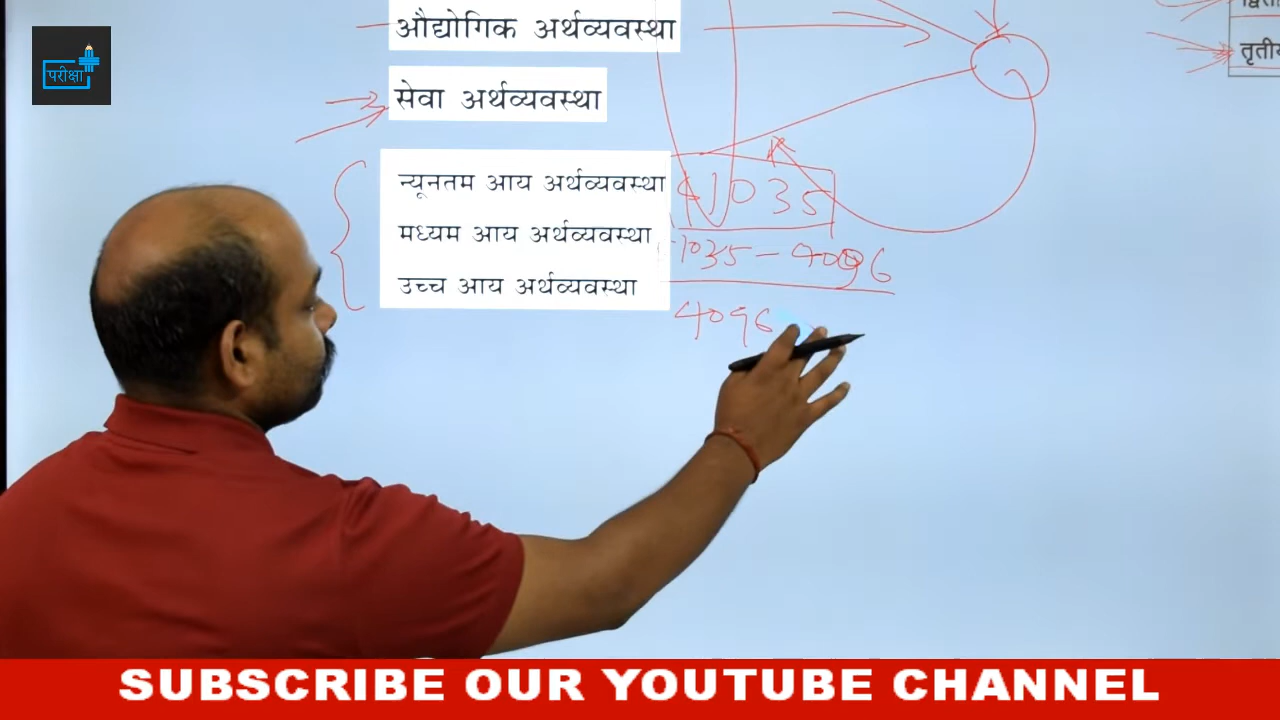 औद्योगिक अर्थव्यवस्था
द्वि
परीक्षा
तृतीय
सेवा अर्थव्यवस्था
न्यूनतम आय अर्थव्यवस्था
1035
मध्यम आय अर्थव्यवस्था
1035 - 4096
उच्च आय अर्थव्यवस्था
4096
SUBSCRIBE OUR YOUTUBE CHANNEL